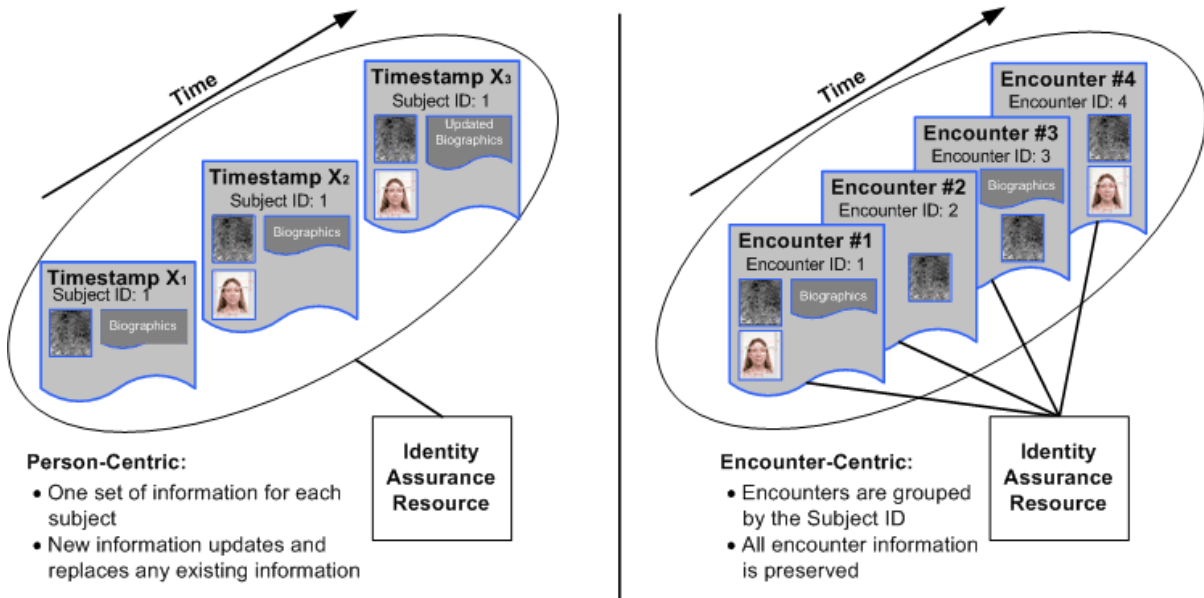 Time
Timestamp X3
Subject ID: 1
Updated
Biographics
Timestamp X2
Subject ID: 1
Biographics
Timestamp X1
Subject ID: 1
Biographics
Identity
Assurance
Resource
Person-Centric:
• One set of information for each
subject
• New information updates and
replaces any existing information
Time
Encounter #4
Encounter ID: 4
Encounter #3
Encounter ID: 3
Biographics
Encounter #2
Encounter ID: 2
Encounter #1
Encounter ID: 1
Biographics
Identity
Assurance
Resource
Encounter-Centric:
• Encounters are grouped
by the Subject ID
• All encounter information
is preserved